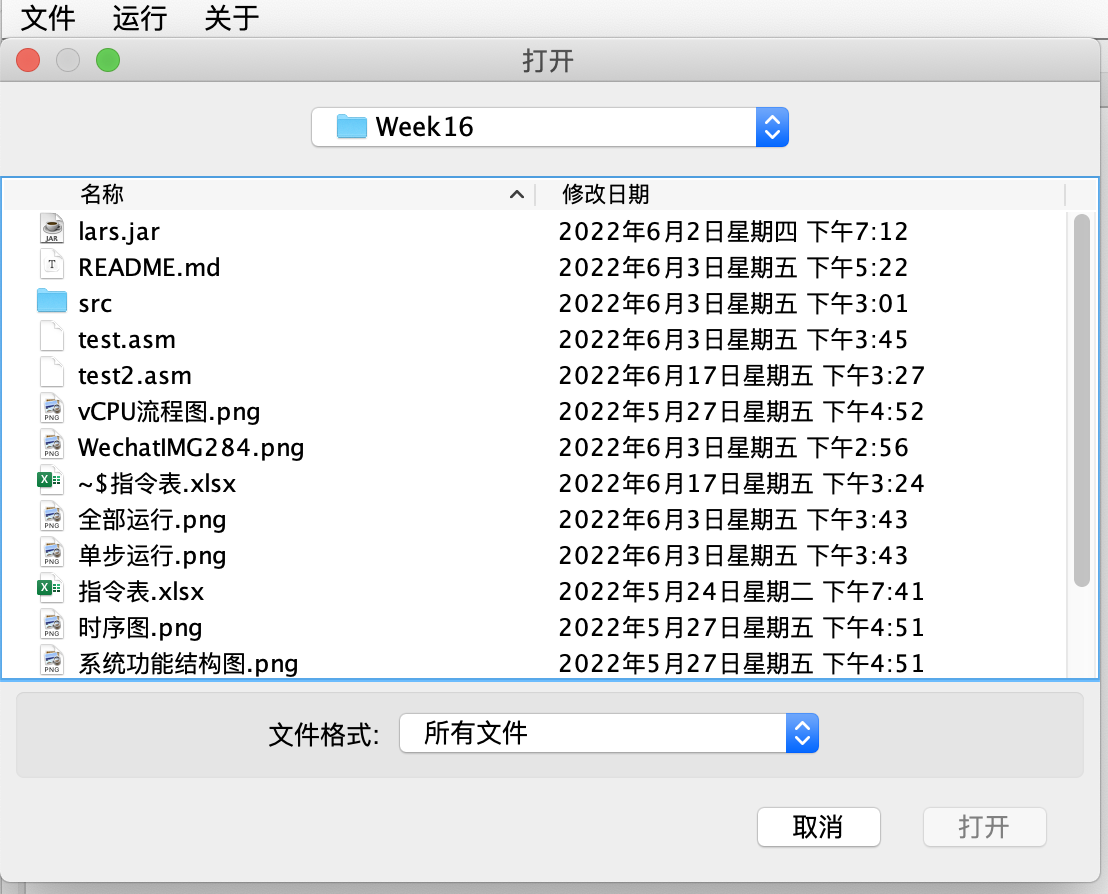 文件 运行 关于
打开
Week16
名称 修改日期
lars.jar 2022年6月2日星期四 下午7:12
README.md 2022年6月3日星期五 下午5:22
src 2022年6月3日星期五 下午3:01
test.asm 2022年6月3日星期五 下午3:45
test2.asm 2022年6月17日星期五 下午3:27
vCPU流程图.png 2022年5月27日星期五 下午4:52
WechatIMG284.png 2022年6月3日星期五 下午2:56
~$指令表.xlsx 2022年6月17日星期五 下午3:24
全部运行.png 2022年6月3日星期五 下午3:43
单步运行.png 2022年6月3日星期五 下午3:43
指令表.xlsx 2022年5月24日星期二 下午7:41
时序图.png 2022年5月27日星期五 下午4:51
系统功能结构图.png 2022年5月27日星期五 下午4:51
文件格式: 所有文件
取消 打开